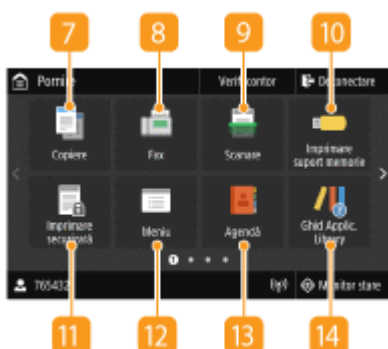 7 8 9 10
Pornire Verif. contor Deconectare
Copiere Fax Scanare Imprimare
suport memorie
Imprimare
securizată Meniu Agendă Ghid Applic.
Library
765432 Monitor stare
11 12 13 14